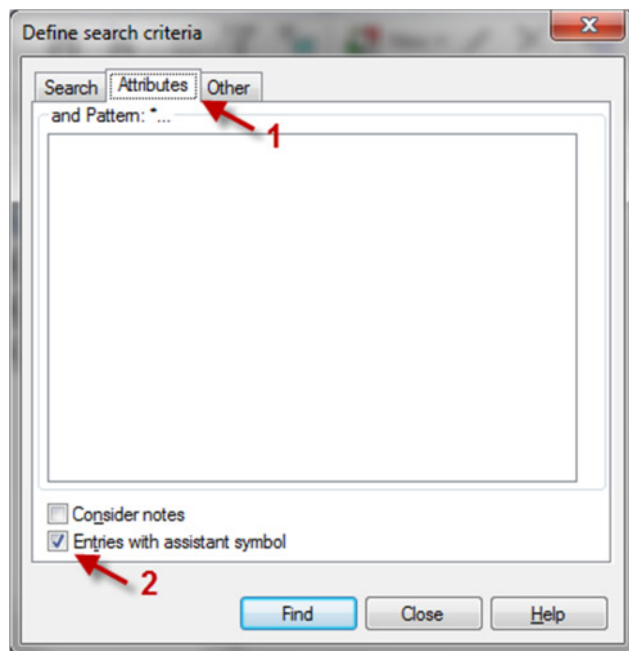 Define search criteria
Search Attributes Other
and Pattern: *...
1
Consider notes
Entries with assistant symbol
2
Find Close Help